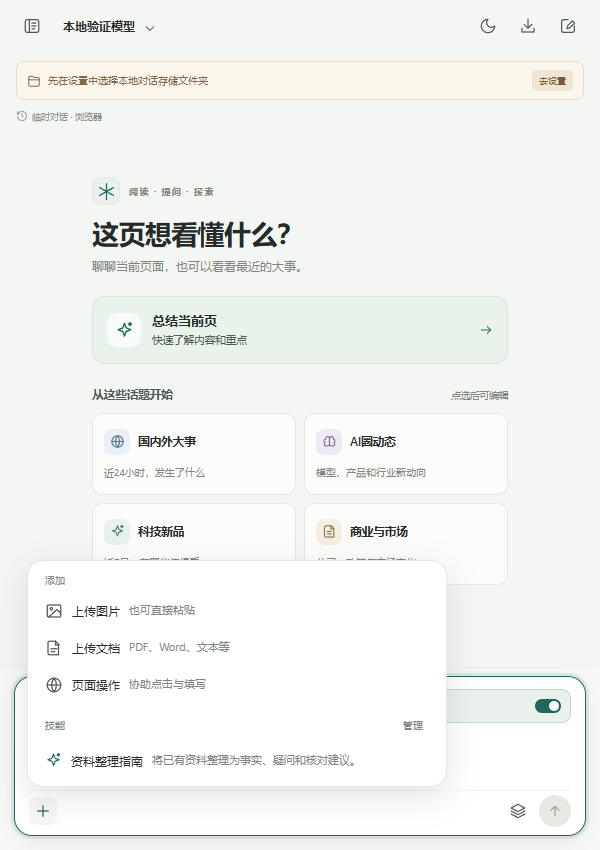 本地验证模型
先在设置中选择本地对话存储文件夹
去设置
临时对话 · 浏览器
阅读 · 提问 · 探索
这页想看懂什么？
聊聊当前页面，也可以看看最近的大事。
总结当前页
快速了解内容和重点
从这些话题开始
点选后可编辑
国内外大事
近24小时，发生了什么
AI圈动态
模型、产品和行业新动向
科技新品
商业与市场
添加
上传图片 也可直接粘贴
上传文档 PDF、Word、文本等
页面操作 协助点击与填写
技能
管理
资料整理指南 将已有资料整理为事实、疑问和核对建议。